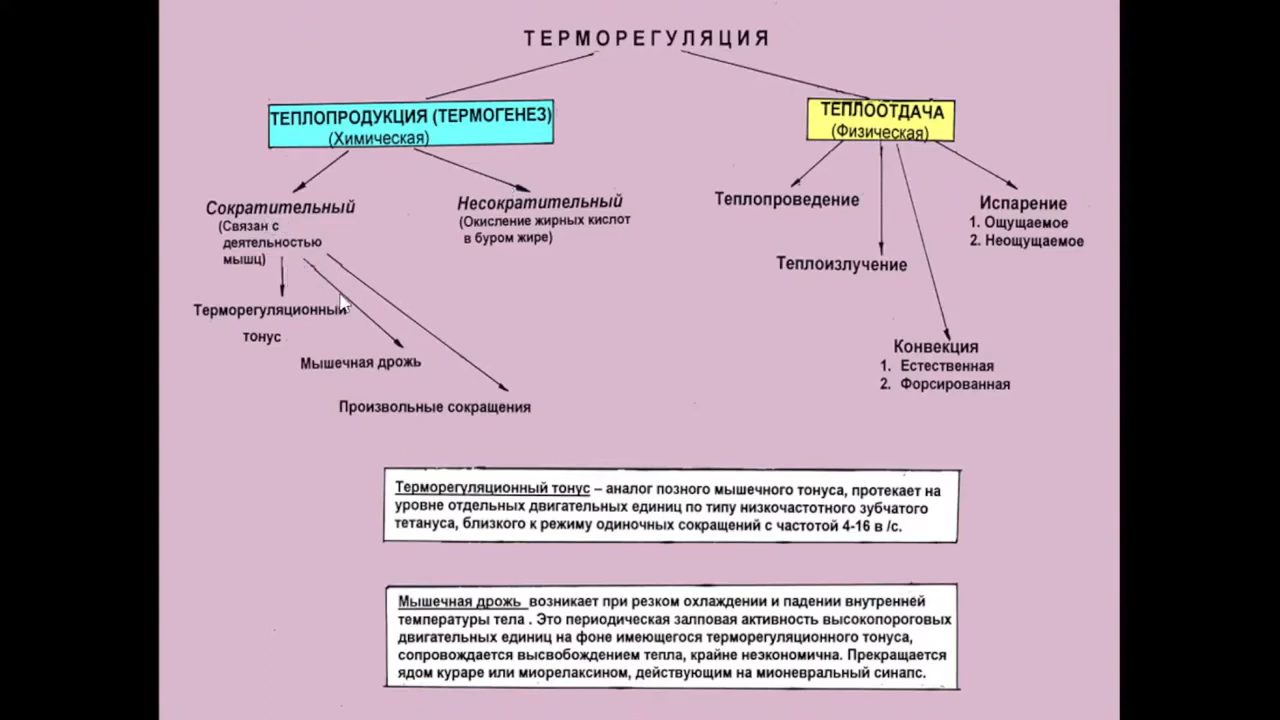 ТЕРМОРЕГУЛЯЦИЯ
ТЕПЛОПРОДУКЦИЯ (ТЕРМОГЕНЕЗ)
(Химическая)
ТЕПЛООТДАЧА
(Физическая)
Сократительный
(Связан с
деятельностью
мышц)
Несократительный
(Окисление жирных кислот
в буром жире)
Теплопроведение
Испарение
1. Ощущаемое
2. Неощущаемое
Теплоизлучение
Терморегуляционный
тонус
Мышечная дрожь
Произвольные сокращения
Конвекция
1. Естественная
2. Форсированная
Терморегуляционный тонус – аналог позного мышечного тонуса, протекает на
уровне отдельных двигательных единиц по типу низкочастотного зубчатого
тетануса, близкого к режиму одиночных сокращений с частотой 4-16 в /с.
Мышечная дрожь возникает при резком охлаждении и падении внутренней
температуры тела . Это периодическая залповая активность высокопороговых
двигательных единиц на фоне имеющегося терморегуляционного тонуса,
сопровождается высвобождением тепла, крайне неэкономична. Прекращается
ядом кураре или миорелаксином, действующим на мионевральный синапс.